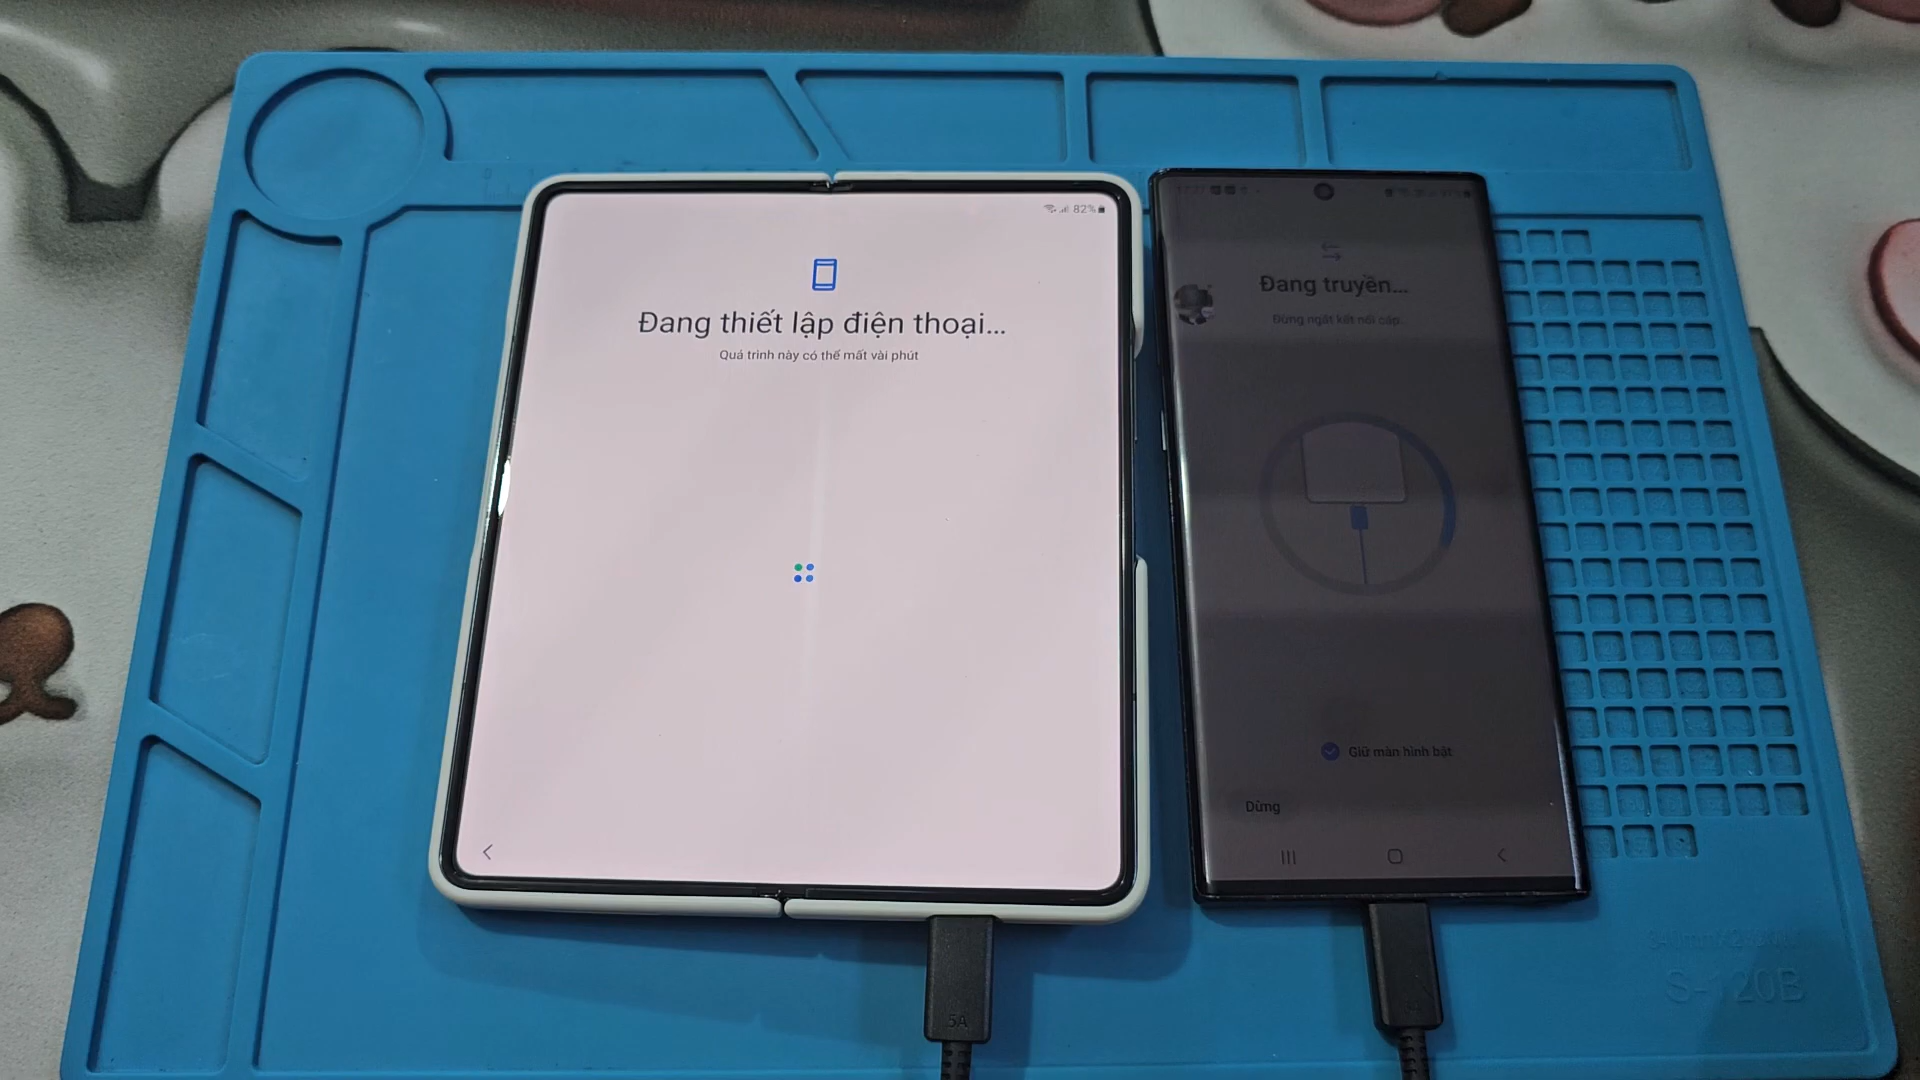 82%
Đang thiết lập điện thoại...
Quá trình này có thể mất vài phút
Đang truyền...
Đừng ngắt kết nối cáp.
Giữ màn hình bật
Dừng
5A
S-120B